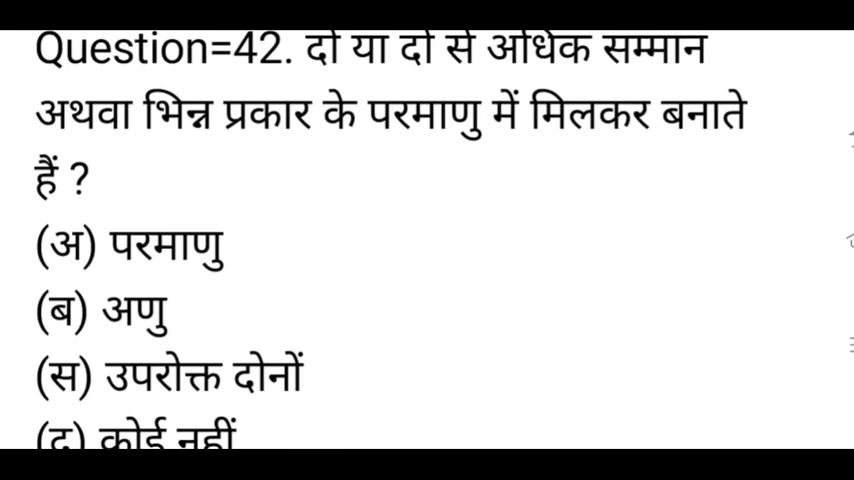 Question=42. दो या दो से अधिक सम्मान
अथवा भिन्न प्रकार के परमाणु में मिलकर बनाते
हैं ?
(अ) परमाणु
(ब) अणु
(स) उपरोक्त दोनों
(द) कोई नहीं